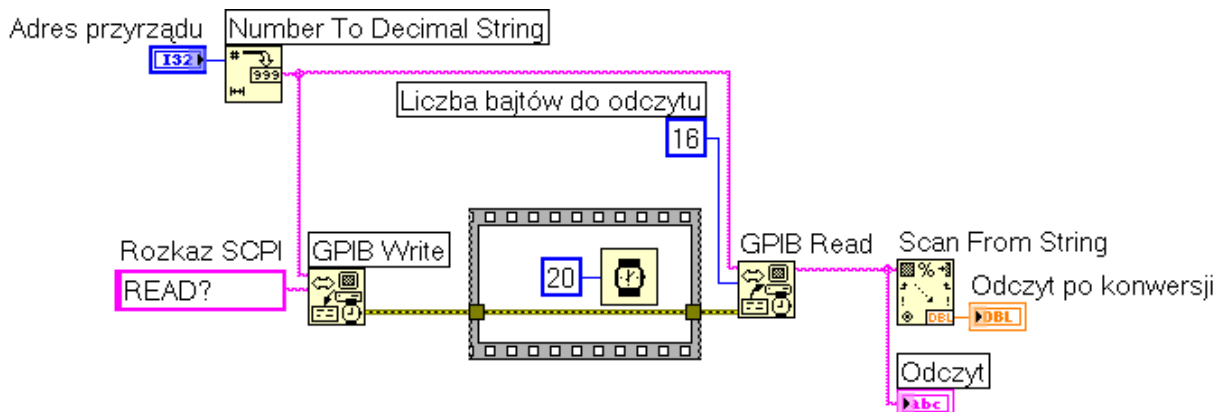 Adres przyrządu
Number To Decimal String
I32
#
999
Liczba bajtów do odczytu
16
Rozkaz SCPI
READ?
GPIB Write
20
GPIB Read
Scan From String
%
DBL
Odczyt po konwersji
DBL
Odczyt
abc